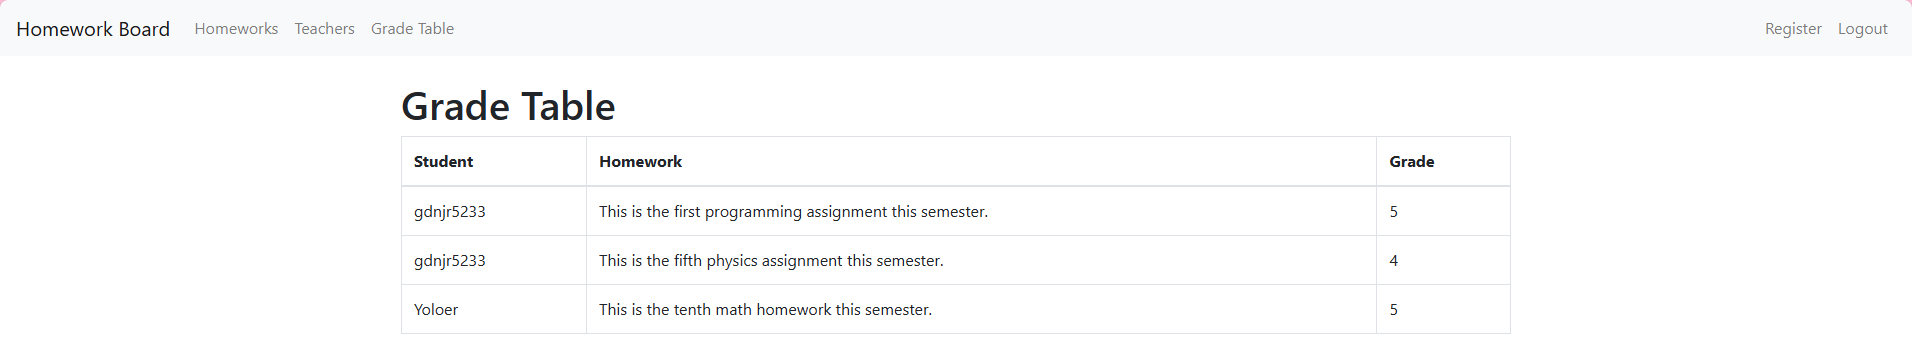 Homework Board Homeworks Teachers Grade Table Register Logout
Grade Table
Student Homework Grade
gdnjr5233 This is the first programming assignment this semester. 5
gdnjr5233 This is the fifth physics assignment this semester. 4
Yoloer This is the tenth math homework this semester. 5